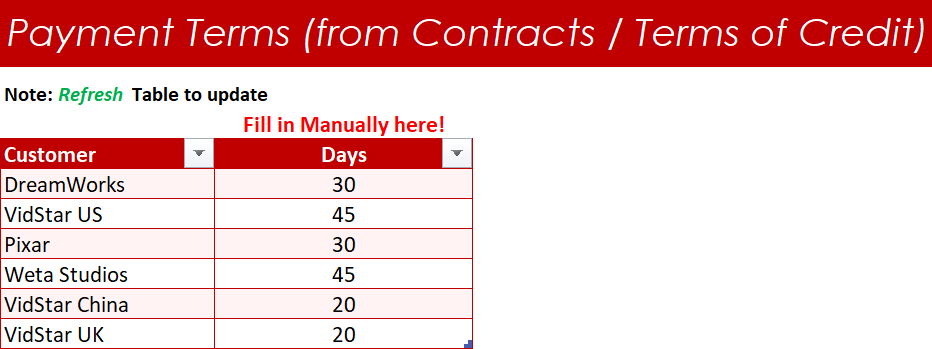 Payment Terms (from Contracts / Terms of Credit)
Note: Refresh Table to update
Fill in Manually here!
Customer Days
DreamWorks 30
VidStar US 45
Pixar 30
Weta Studios 45
VidStar China 20
VidStar UK 20